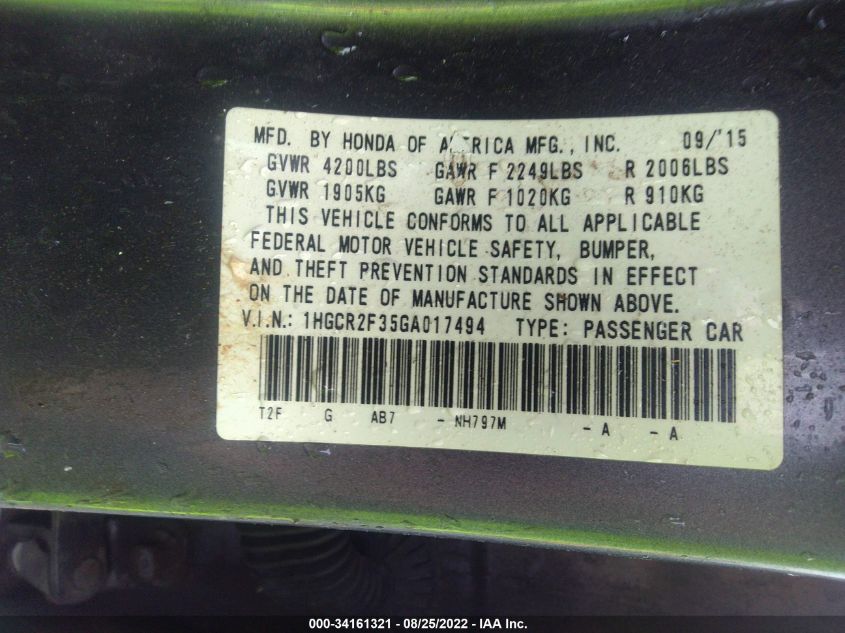 MFD. BY HONDA OF A RICA MFG., INC. 09/'15
GVWR 4200LBS GAWR F 2249LBS R 2006LBS
GVWR 1905KG GAWR F 1020KG R 910KG
THIS VEHICLE CONFORMS TO ALL APPLICABLE
FEDERAL MOTOR VEHICLE SAFETY, BUMPER,
AND THEFT PREVENTION STANDARDS IN EFFECT
ON THE DATE OF MANUFACTURE SHOWN ABOVE.
V.I.N.: 1HGCR2F35GA017494 TYPE: PASSENGER CAR
T2F G AB7 - NH797M - A - A
000-34161321 - 08/25/2022 - IAA Inc.